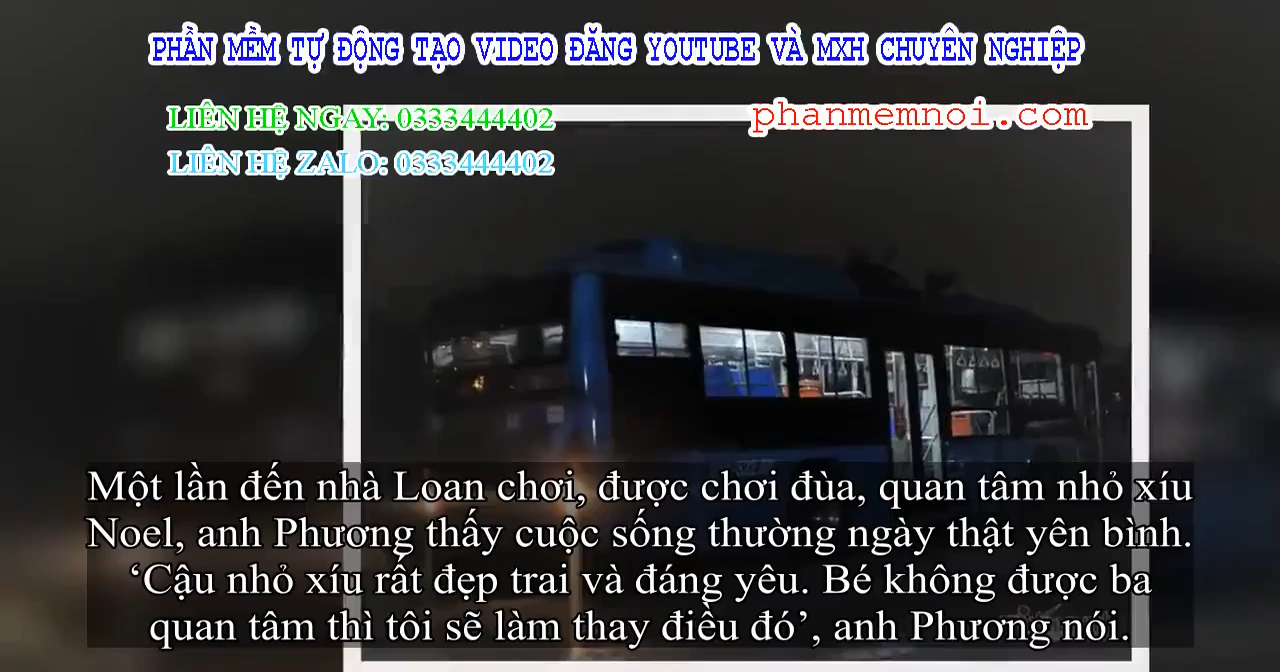 PHẦN MỀM TỰ ĐỘNG TẠO VIDEO ĐĂNG YOUTUBE VÀ MXH CHUYÊN NGHIỆP
LIÊN HỆ NGAY: 0333444402
phanmemnoi.com
LIÊN HỆ ZALO: 0333444402
Một lần đến nhà Loan chơi, được chơi đùa, quan tâm nhỏ xíu
Noel, anh Phương thấy cuộc sống thường ngày thật yên bình.
‘Cậu nhỏ xíu rất đẹp trai và đáng yêu. Bé không được ba
quan tâm thì tôi sẽ làm thay điều đó’, anh Phương nói.